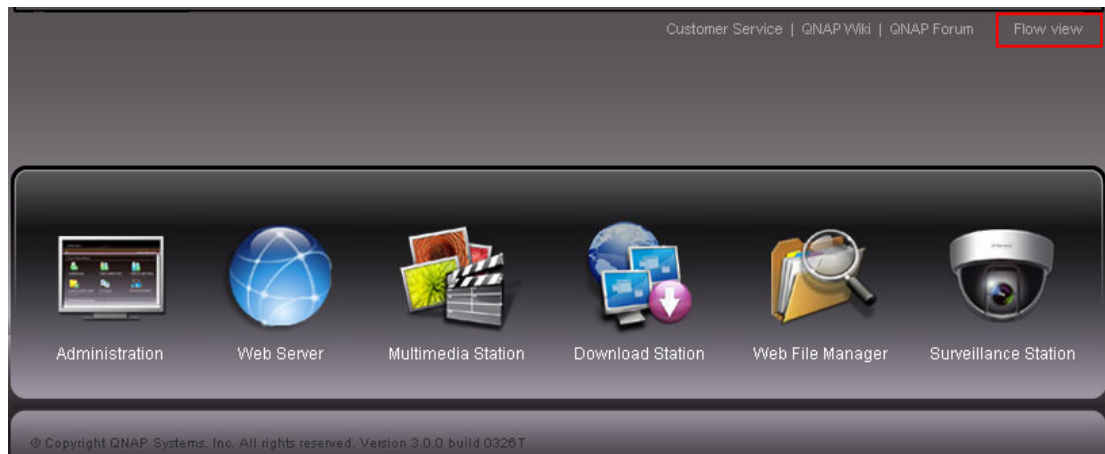 Customer Service | QNAP Wiki | QNAP Forum Flow view
Administration Web Server Multimedia Station Download Station Web File Manager Surveillance Station
© Copyright QNAP Systems, Inc. All rights reserved. Version 3.0.0 build 0326T